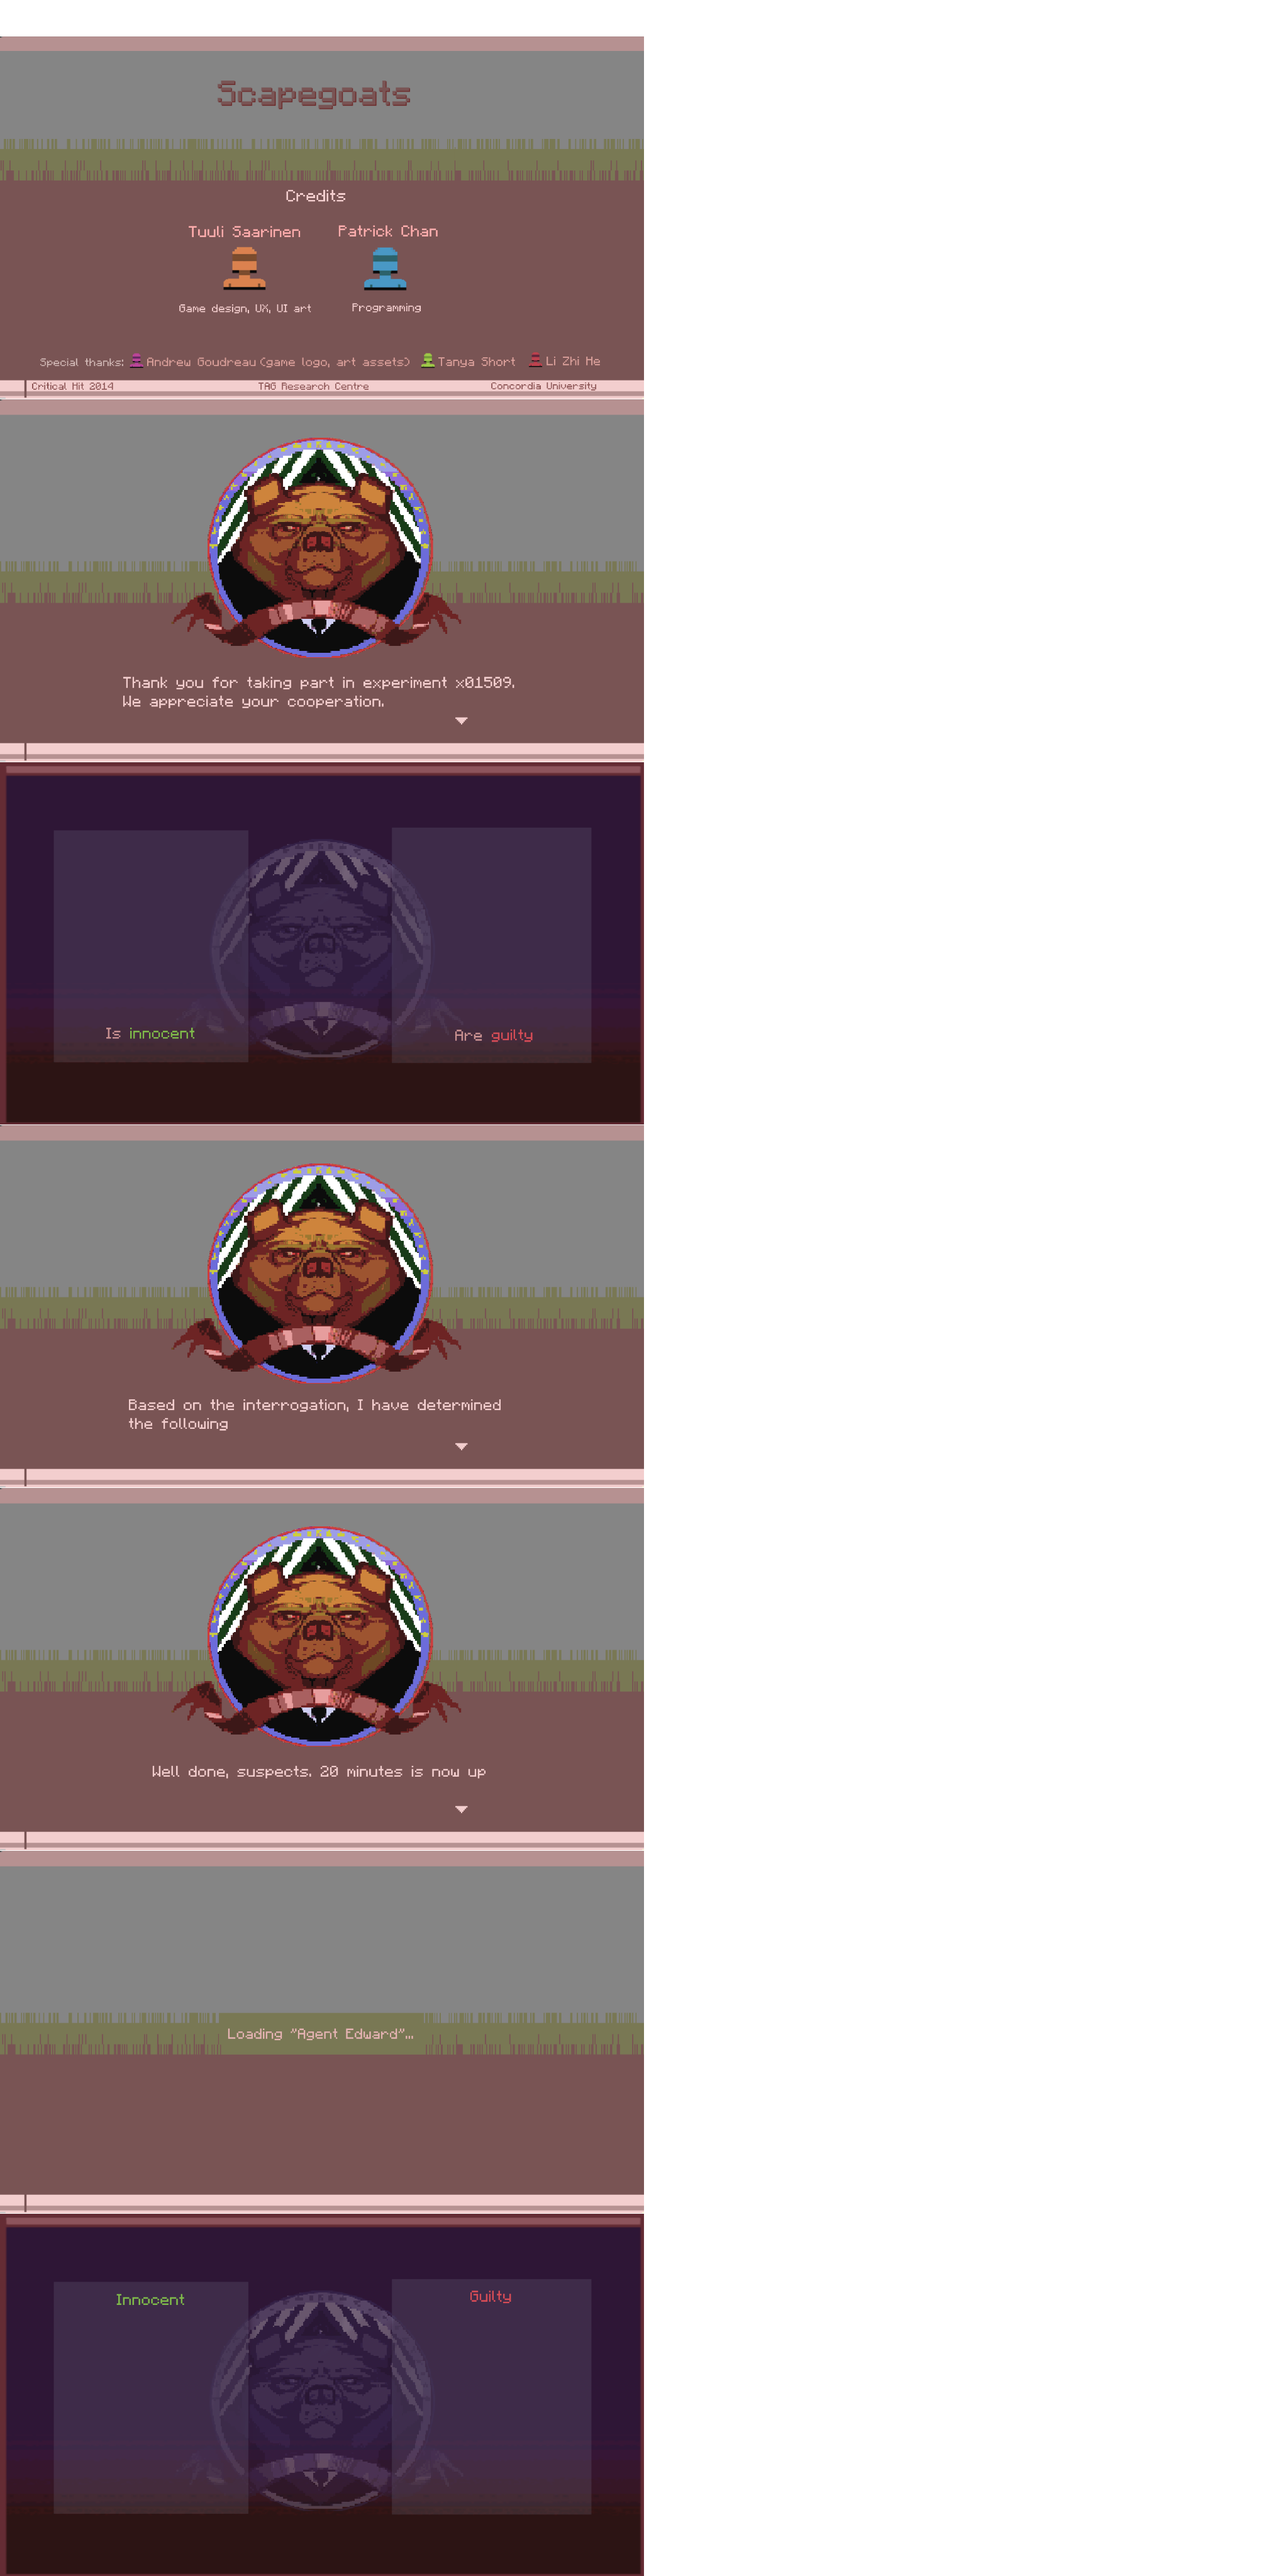 Scapegoats
Credits
Tuuli Saarinen
Patrick Chan
Game design, UX, UI art
Programming
Special thanks: Andrew Goudreau (game logo, art assets) Tanya Short Li Zhi He
Critical Hit 2014
TAG Research Centre
Concordia University
Thank you for taking part in experiment x01509.
We appreciate your cooperation.
Is innocent
Are guilty
Based on the interrogation, I have determined
the following
Well done, suspects. 20 minutes is now up
Loading "Agent Edward"...
Innocent
Guilty